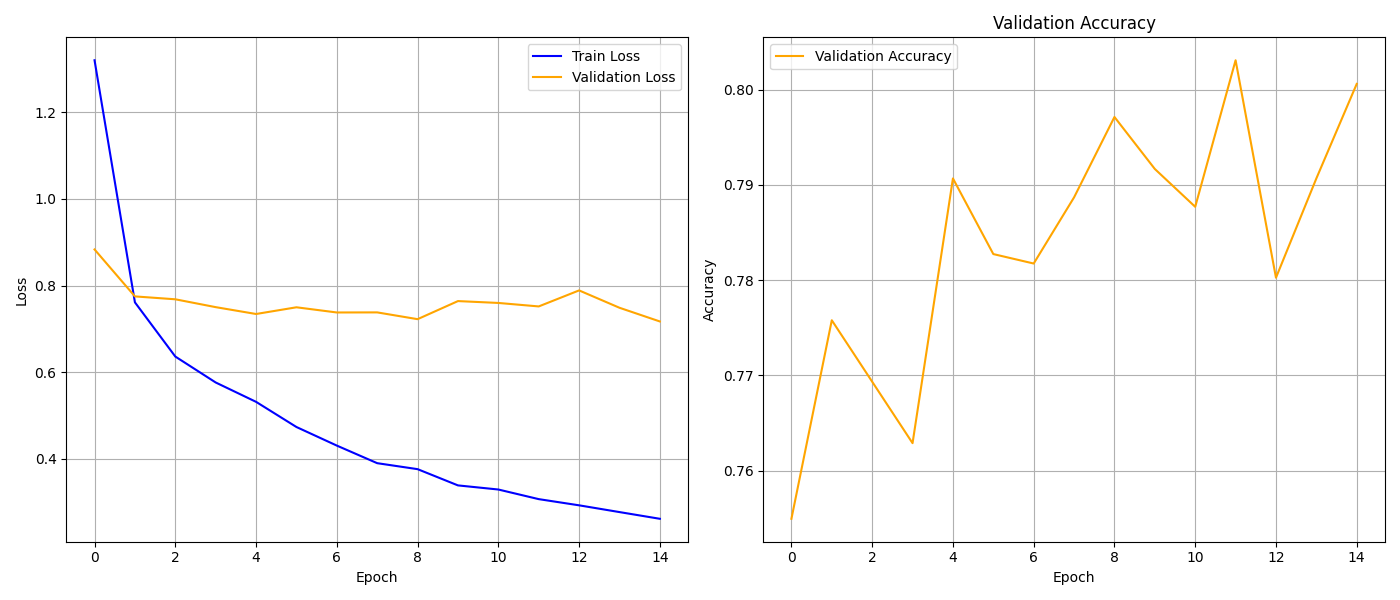 Train Loss
Validation Loss
1.2
1.0
0.8
0.6
0.4
Loss
0 2 4 6 8 10 12 14
Epoch
Validation Accuracy
Validation Accuracy
0.80
0.79
0.78
0.77
0.76
Accuracy
0 2 4 6 8 10 12 14
Epoch